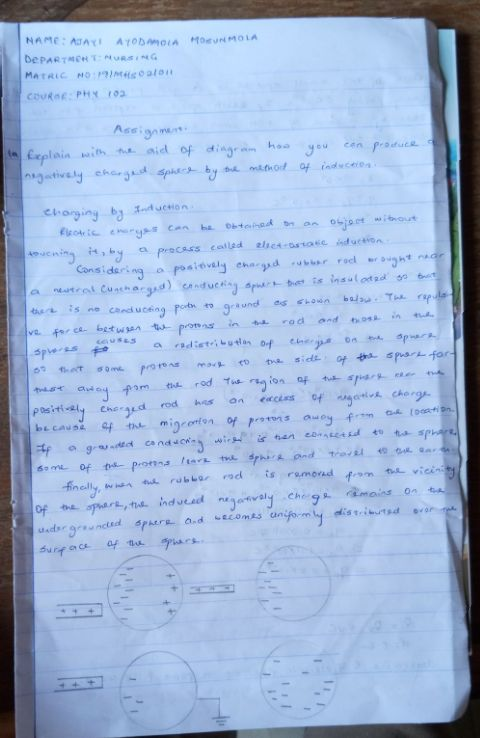 NAME: AJAYI AYODAMOLA MOSUNMOLA
DEPARTMENT: NURSING
MATRIC NO: 19/MHS02/011
COURSE: PHY 102
Assignment.
1a Explain with the aid of diagram how you can produce a
negatively charged sphere by the method of induction.
Charging by Induction.
Electric charges can be obtained on an object without
touching it, by a process called electrostatic induction.
Considering a positively charged rubber rod brought near
a neutral (uncharged) conducting sphere that is insulated so that
there is no conducting path to ground as shown below. The repulsi-
ve force between the protons in the rod and those in the
spheres causes a redistribution of charges on the sphere
so that some protons move to the side of the sphere far-
thest away from the rod. The region of the sphere near the
positively charged rod has an excess of negative charge
because of the migration of protons away from the location.
If a grounded conducting wire is then connected to the sphere,
some of the protons leave the sphere and travel to the earth.
Finally, when the rubber rod is removed from the vicinity
of the sphere, the induced negatively charge remains on the
undergrounded sphere and becomes uniformly distributed over the
surface of the sphere.